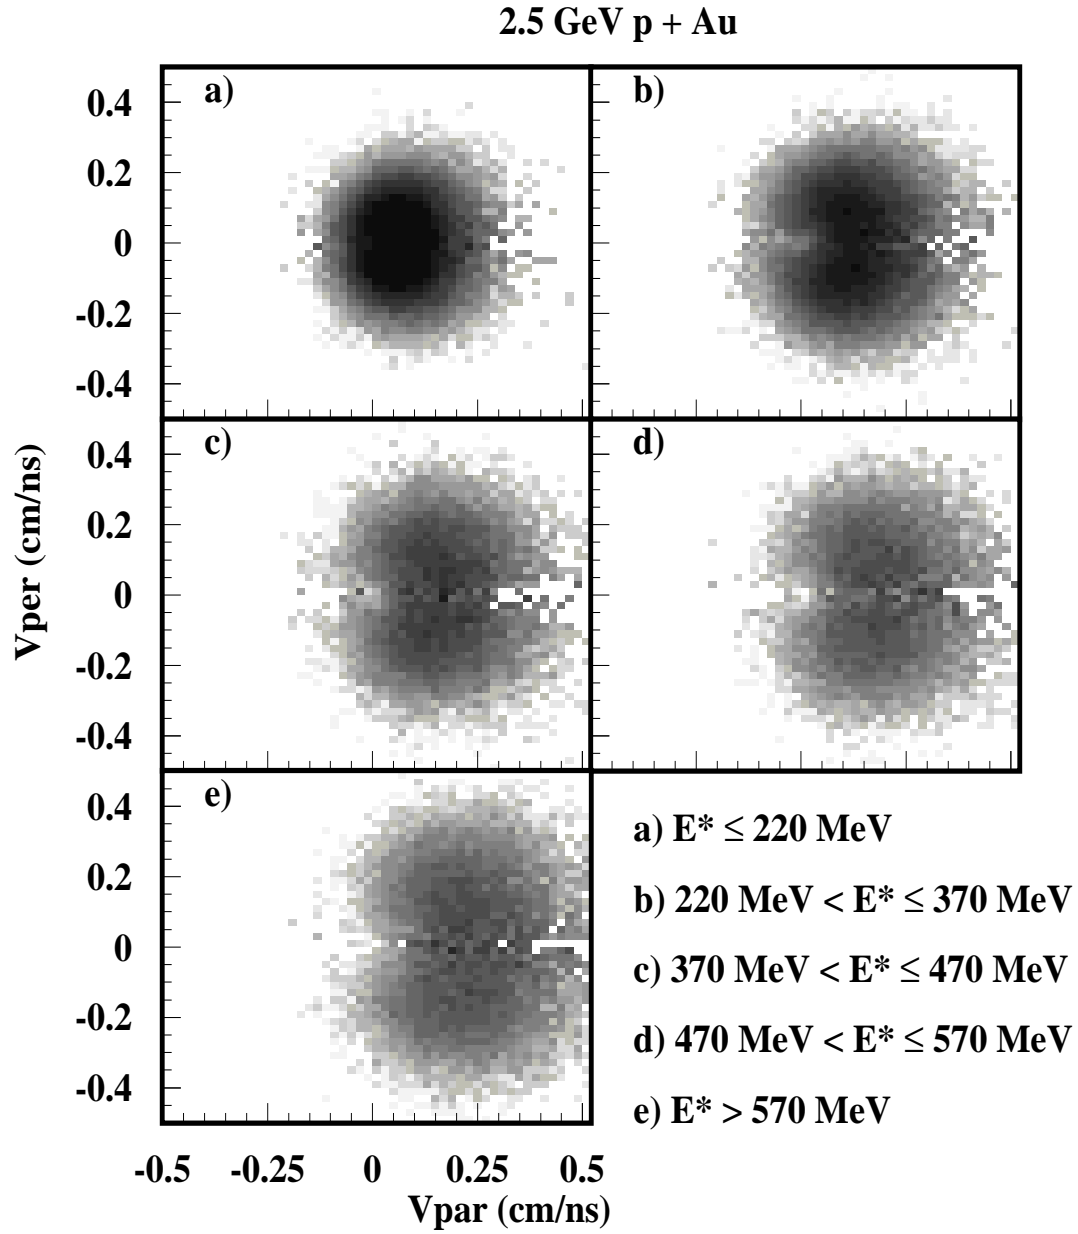 2.5 GeV p + Au
a)
b)
0.4
0.2
0
-0.2
-0.4
c)
d)
0.4
0.2
0
-0.2
-0.4
Vper (cm/ns)
e)
0.4
0.2
0
-0.2
-0.4
a) E* ≤ 220 MeV
b) 220 MeV < E* ≤ 370 MeV
c) 370 MeV < E* ≤ 470 MeV
d) 470 MeV < E* ≤ 570 MeV
e) E* > 570 MeV
-0.5 -0.25 0 0.25 0.5
Vpar (cm/ns)